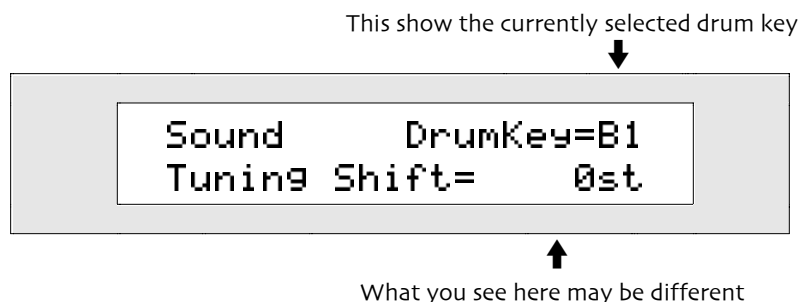 This show the currently selected drum key
Sound DrumKey=B1
Tuning Shift= 0st
What you see here may be different